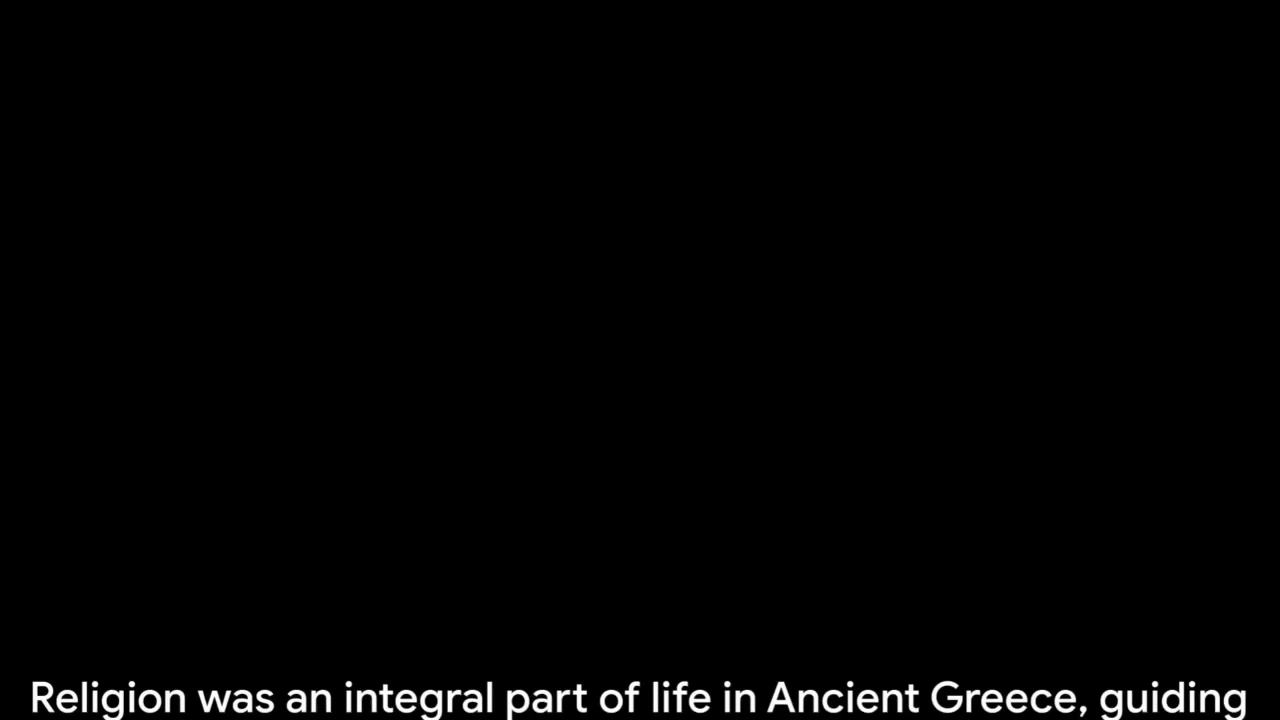 Religion was an integral part of life in Ancient Greece, guiding